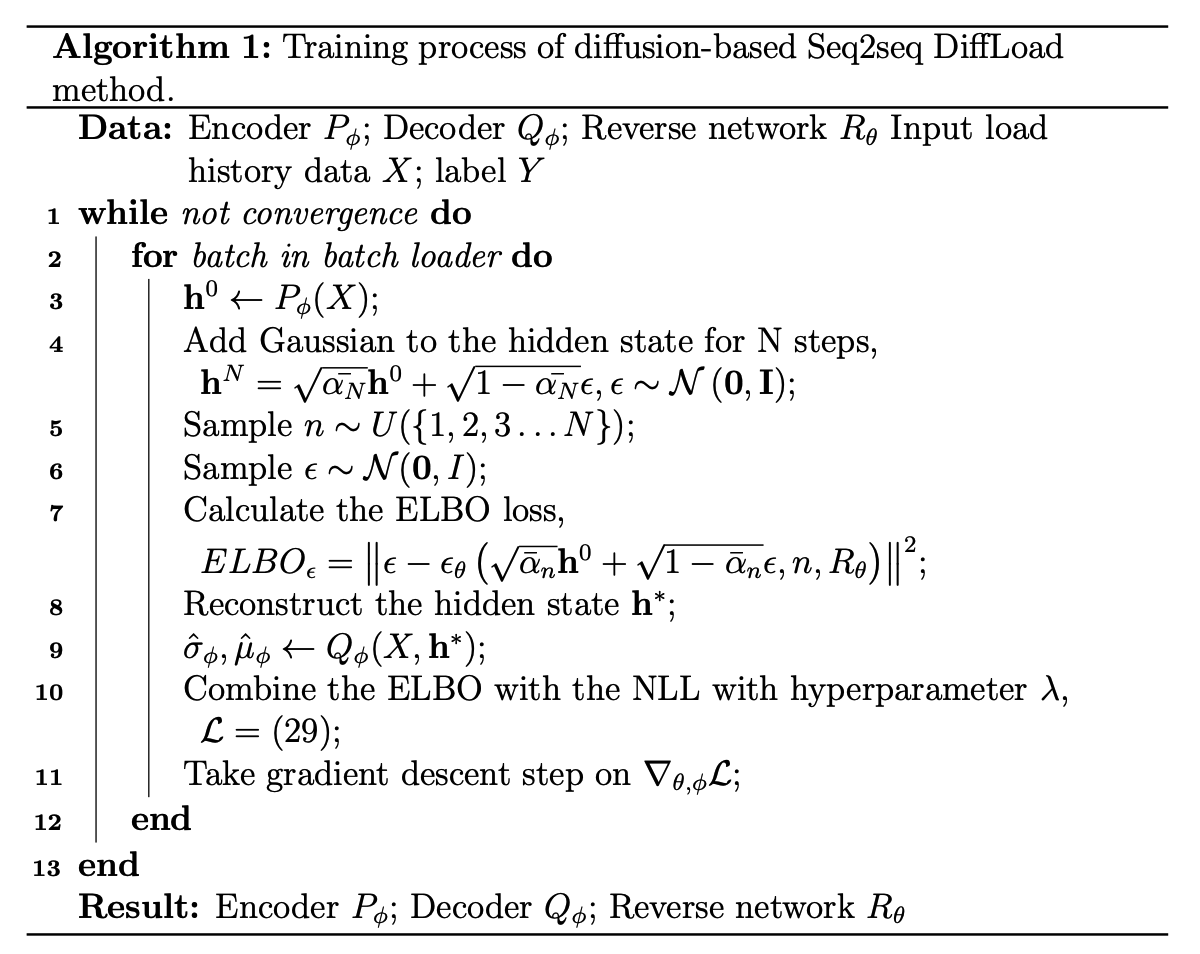 Algorithm 1: Training process of diffusion-based Seq2seq DiffLoad
method.
Data: Encoder $P_\phi$; Decoder $Q_\phi$; Reverse network $R_\theta$ Input load
history data $X$; label $Y$
1 while not convergence do
2 for batch in batch loader do
3 $\mathbf{h}^0 \leftarrow P_\phi(X)$;
4 Add Gaussian to the hidden state for N steps,
$\mathbf{h}^N = \sqrt{\bar{\alpha_N}}\mathbf{h}^0 + \sqrt{1 - \bar{\alpha_N}}\epsilon, \epsilon \sim \mathcal{N}(\mathbf{0}, \mathbf{I})$;
5 Sample $n \sim U(\{1, 2, 3 \ldots N\})$;
6 Sample $\epsilon \sim \mathcal{N}(\mathbf{0}, I)$;
7 Calculate the ELBO loss,
$ELBO_\epsilon = \left\| \epsilon - \epsilon_\theta \left( \sqrt{\bar{\alpha}_n}\mathbf{h}^0 + \sqrt{1 - \bar{\alpha}_n}\epsilon, n, R_\theta \right) \right\|^2$;
8 Reconstruct the hidden state $\mathbf{h}^*$;
9 $\hat{\sigma}_\phi, \hat{\mu}_\phi \leftarrow Q_\phi(X, \mathbf{h}^*)$;
10 Combine the ELBO with the NLL with hyperparameter $\lambda$,
$\mathcal{L} = (29)$;
11 Take gradient descent step on $\nabla_{\theta,\phi}\mathcal{L}$;
12 end
13 end
Result: Encoder $P_\phi$; Decoder $Q_\phi$; Reverse network $R_\theta$